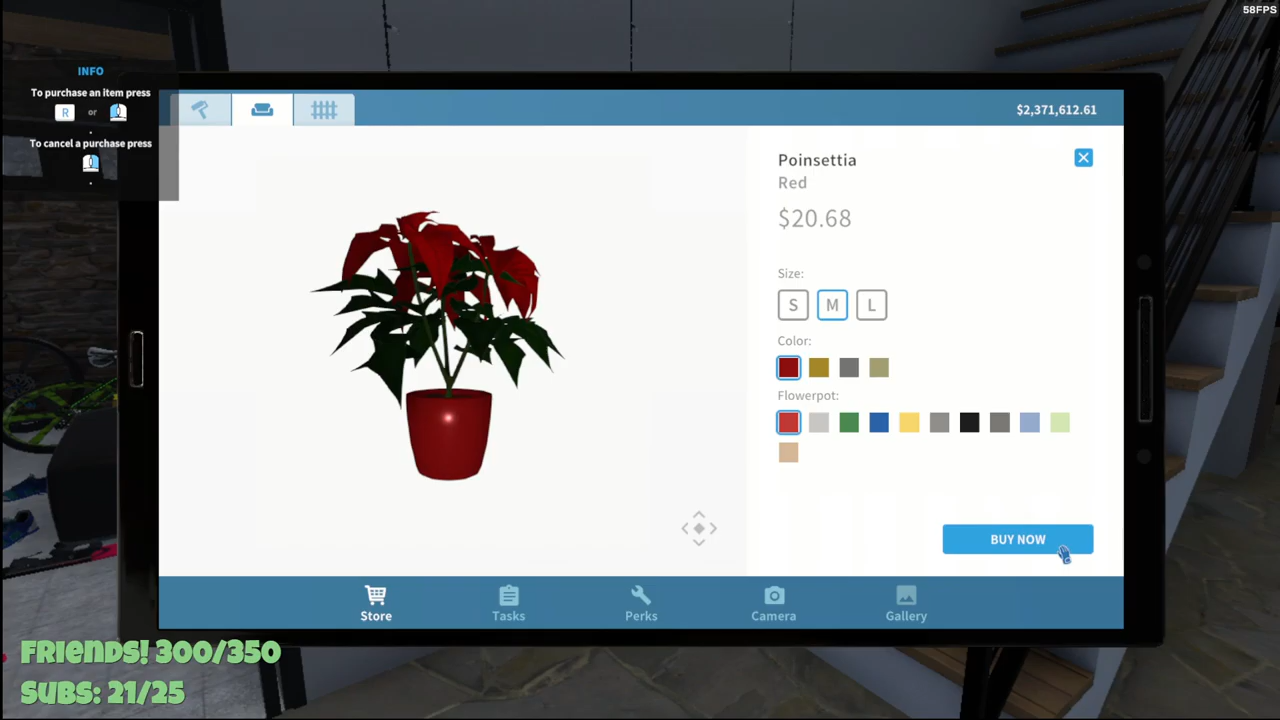 58FPS
INFO
To purchase an item press
R or
.
To cancel a purchase press
.
$2,371,612.61
Poinsettia
Red
$20.68
Size:
S M L
Color:
Flowerpot:
BUY NOW
Store Tasks Perks Camera Gallery
Friends! 300/350
Subs: 21/25